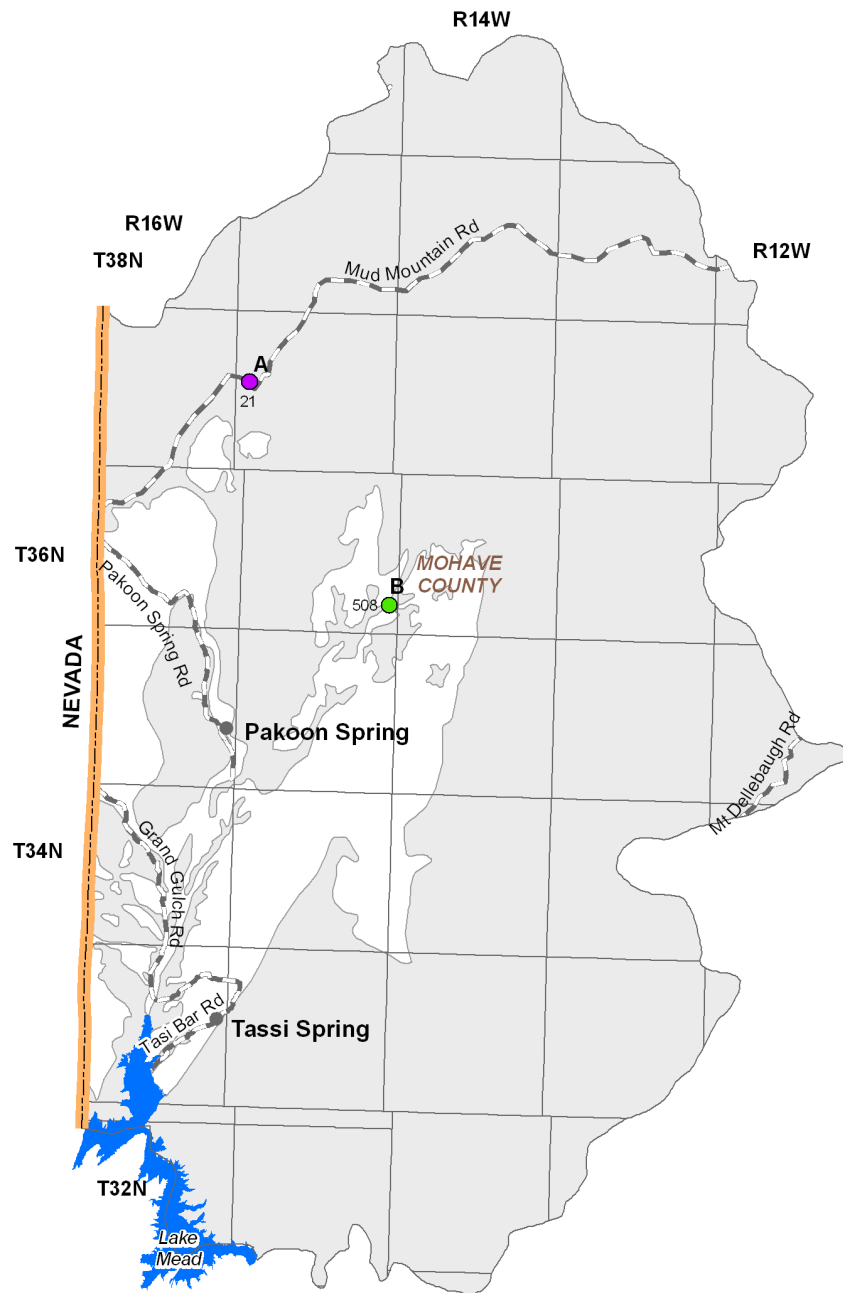 R14W
R16W
T38N
Mud Mountain Rd
R12W
A
21
T36N
MOHAVE
COUNTY
B
508
Pakoon Spring Rd
NEVADA
Pakoon Spring
Mt Dellebaugh Rd
T34N
Grand Gulch Rd
Tasi Bar Rd
Tassi Spring
T32N
Lake
Mead